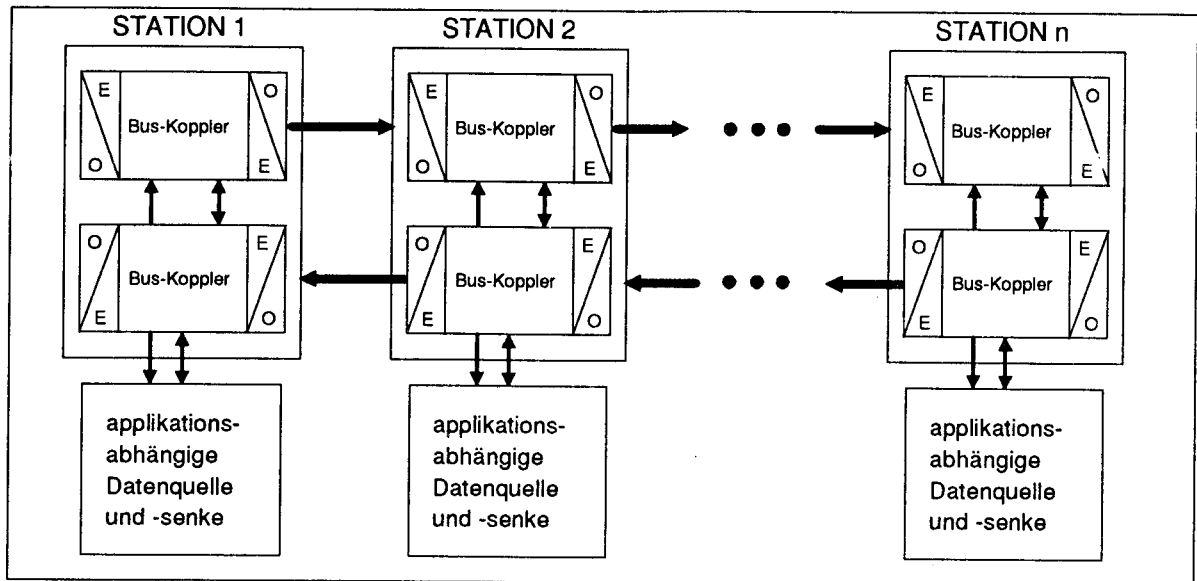 STATION 1
STATION 2
STATION n
E
O
Bus-Koppler
O
E
E
O
Bus-Koppler
O
E
E
O
Bus-Koppler
O
E
O
E
Bus-Koppler
E
O
O
E
Bus-Koppler
E
O
O
E
Bus-Koppler
E
O
applikations-
abhängige
Datenquelle
und -senke
applikations-
abhängige
Datenquelle
und -senke
applikations-
abhängige
Datenquelle
und -senke